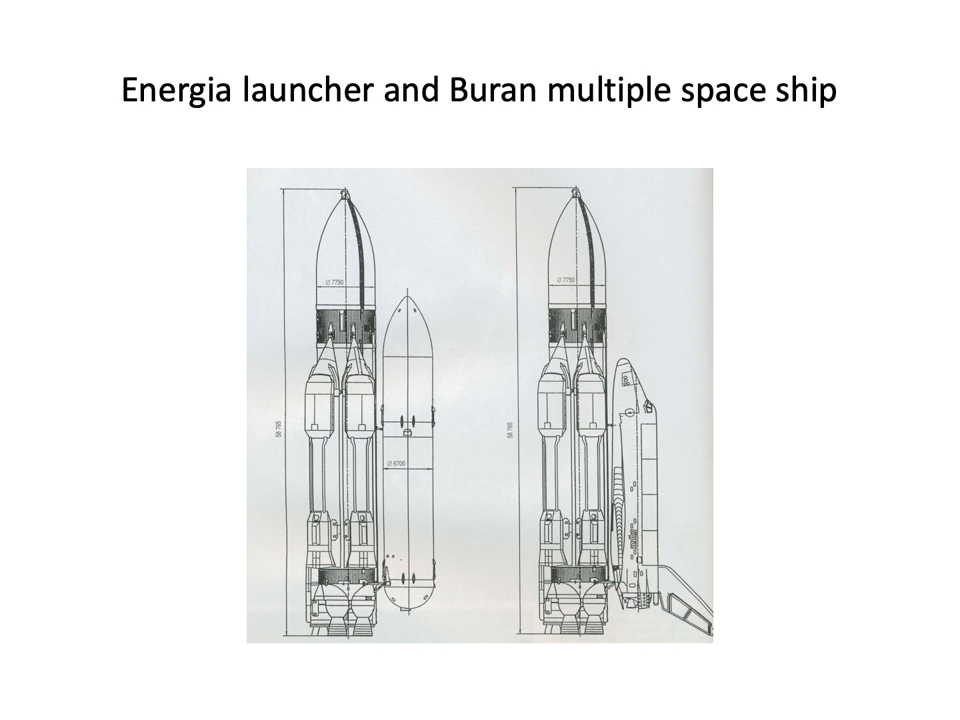 Energia launcher and Buran multiple space ship
Ø 7750
Ø 7750
58 765
Ø 6700
58 765